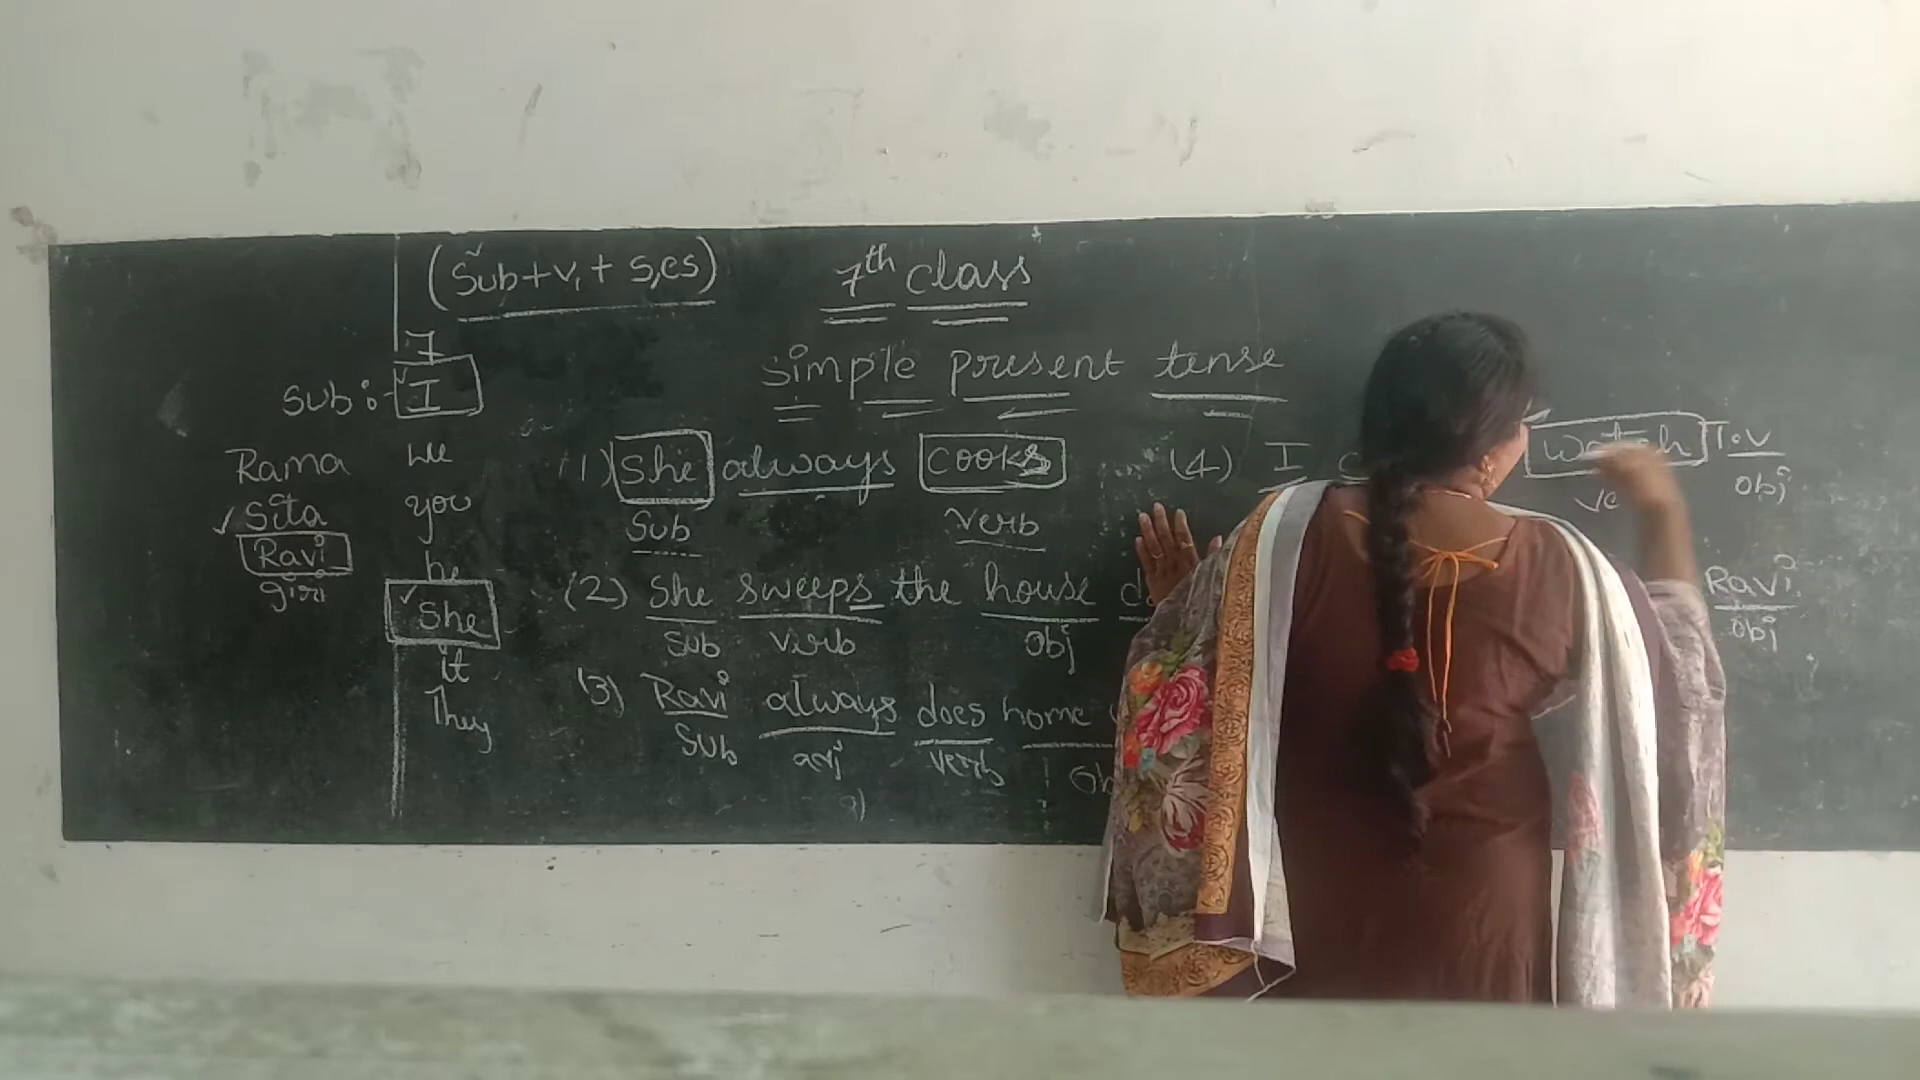 (Sub+v, + s,es)
7th class
simple present tense
Sub :- I
Rama
Sita
Ravi
giri
we
you
he
She
it
They
(1) She always cooks
Sub verb
(2) She sweeps the house
Sub verb obj
(3) Ravi always does home
Sub adj verb
(4) I watch T.V
obj
Ravi
obj